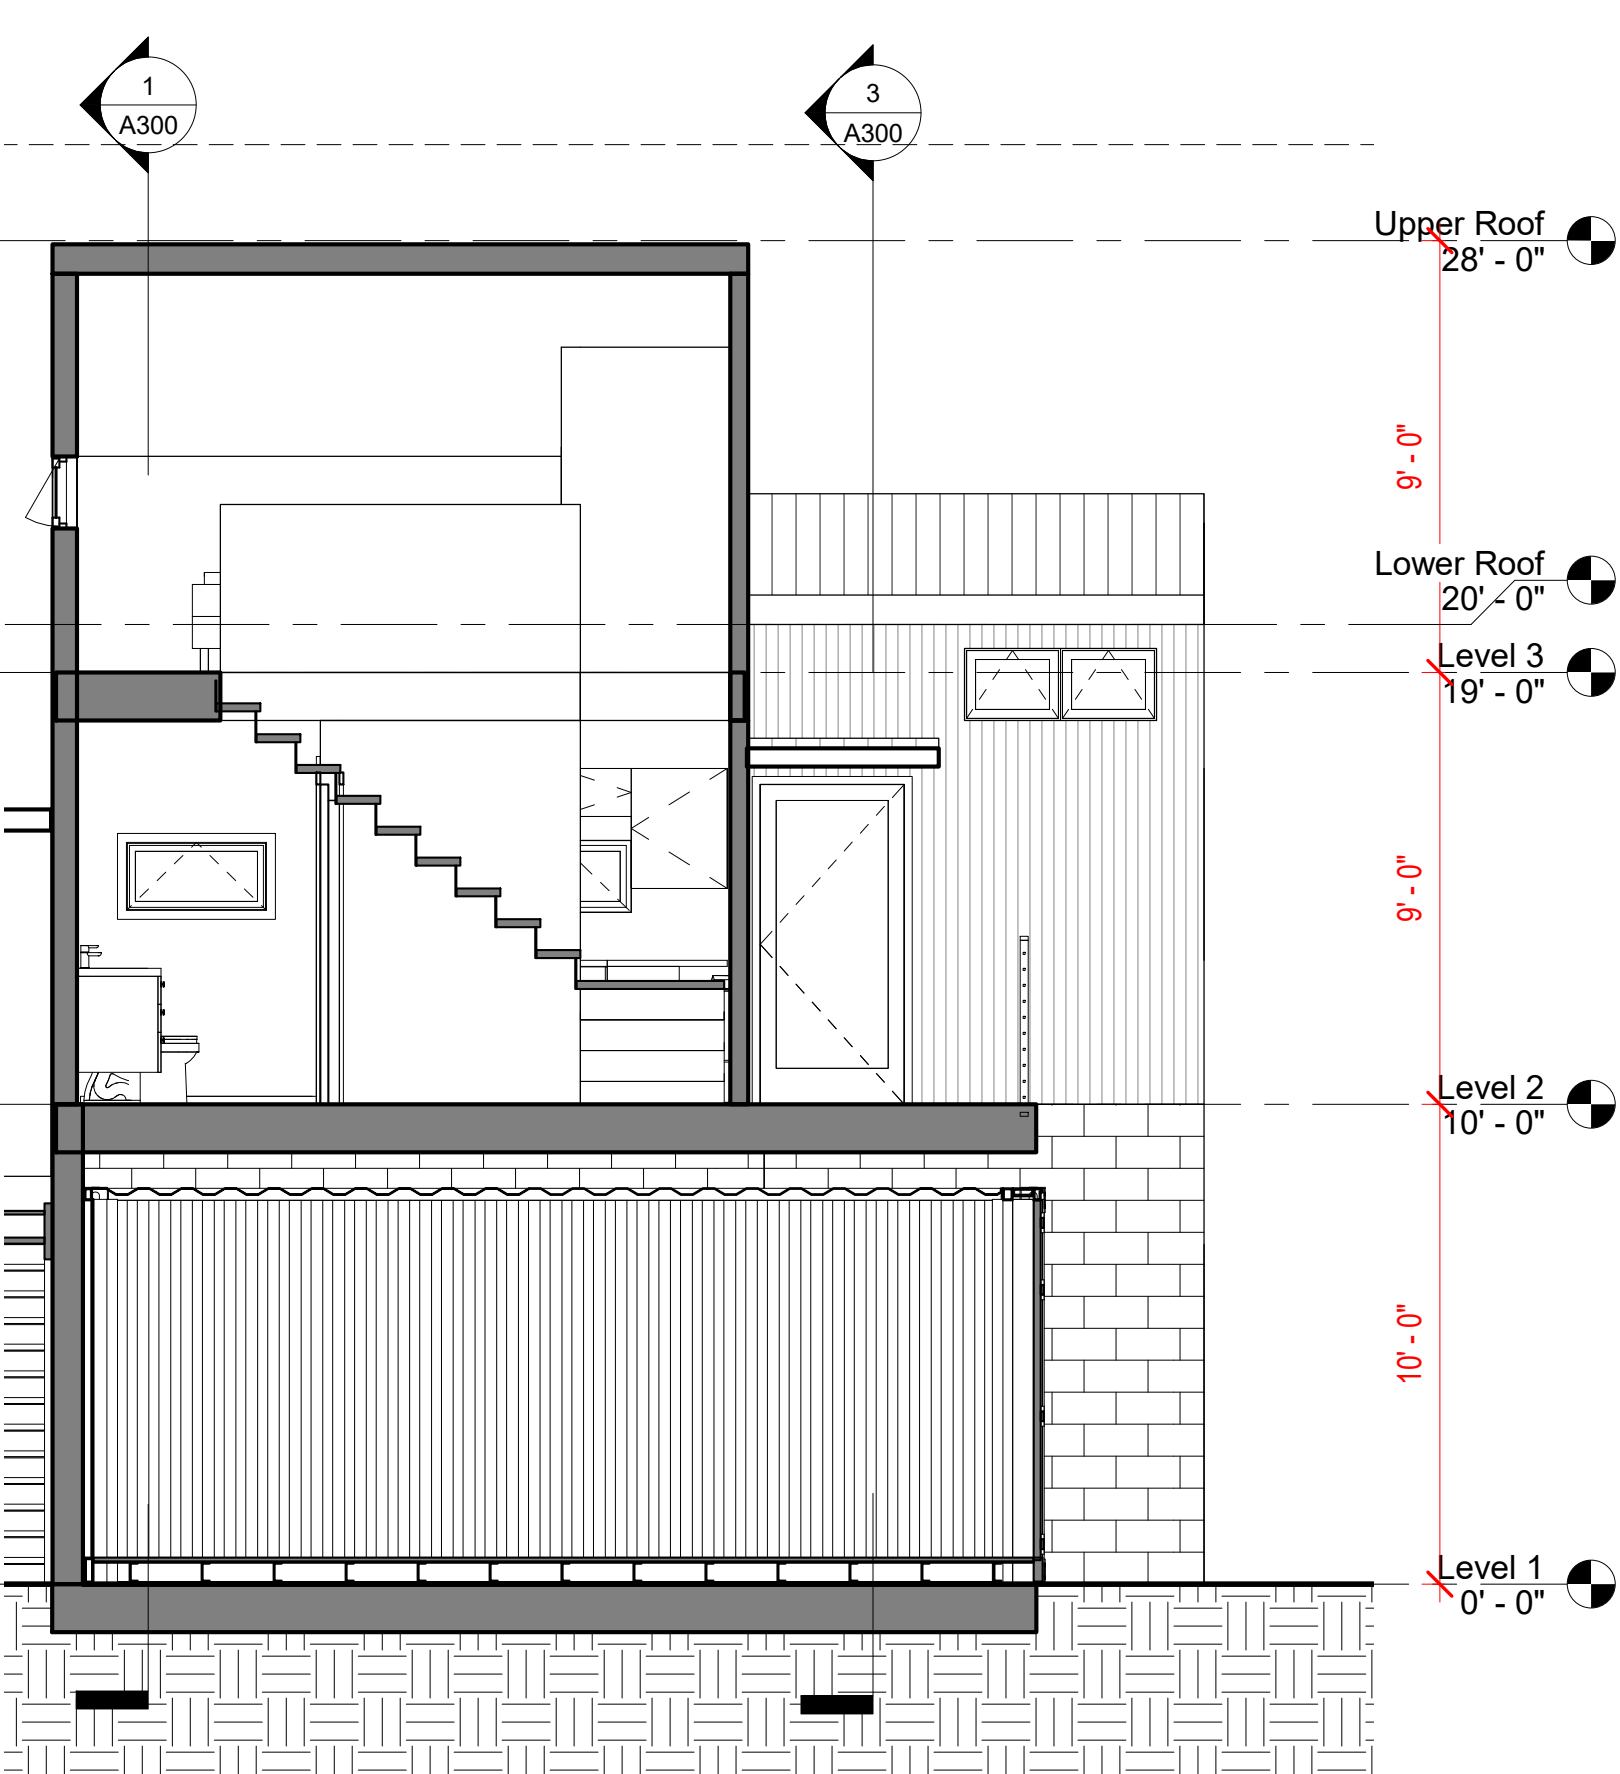 1
A300
3
A300
Upper Roof
28' - 0"
9' - 0"
Lower Roof
20' - 0"
Level 3
19' - 0"
9' - 0"
Level 2
10' - 0"
10' - 0"
Level 1
0' - 0"